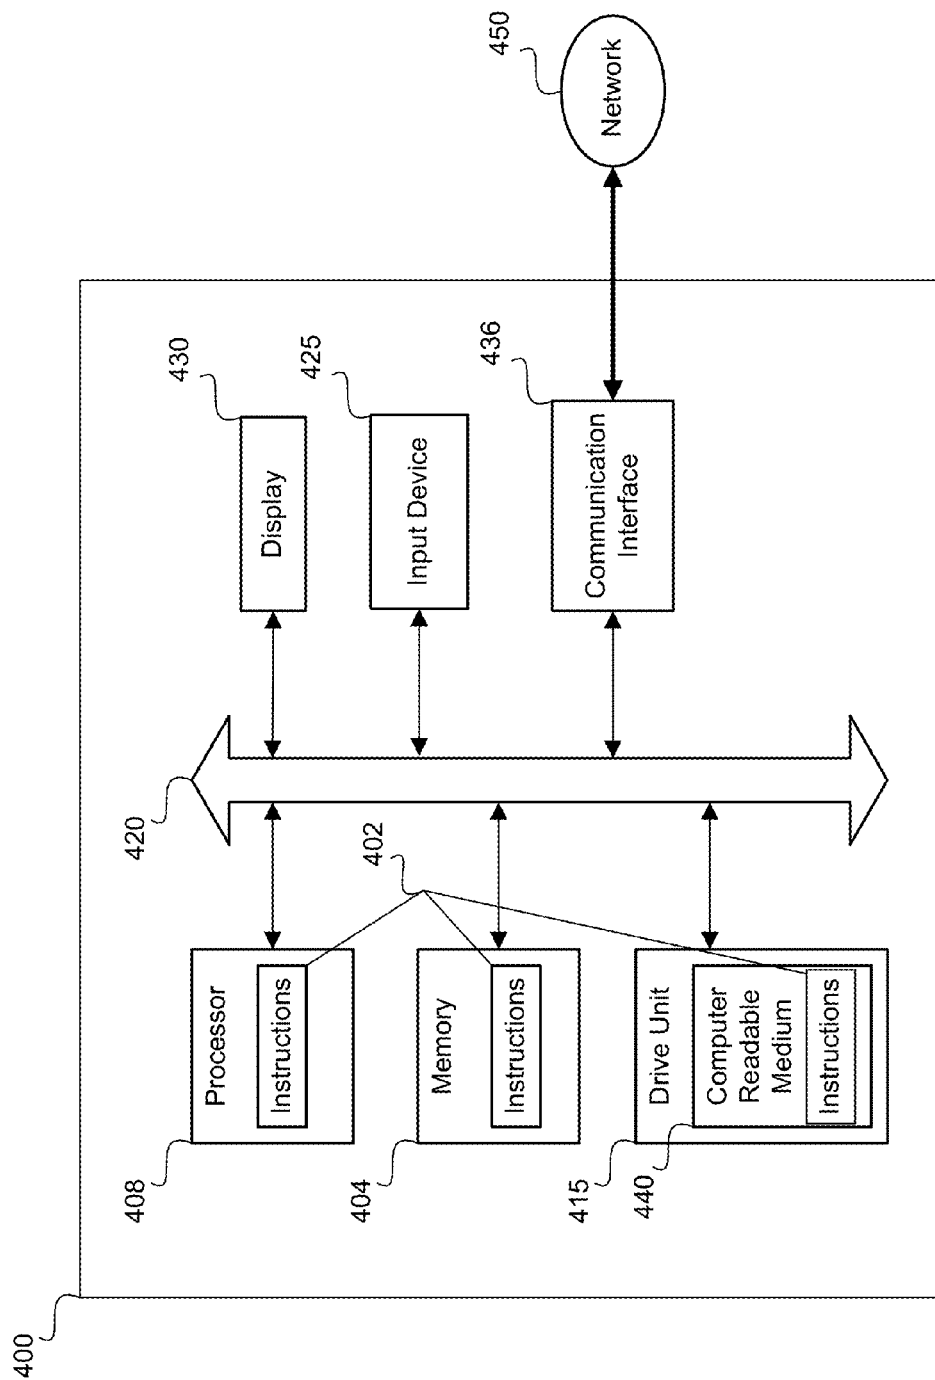 400
408
Processor
Instructions
404
Memory
Instructions
415
Drive Unit
440
Computer
Readable
Medium
Instructions
402
420
430
Display
425
Input Device
436
Communication
Interface
450
Network